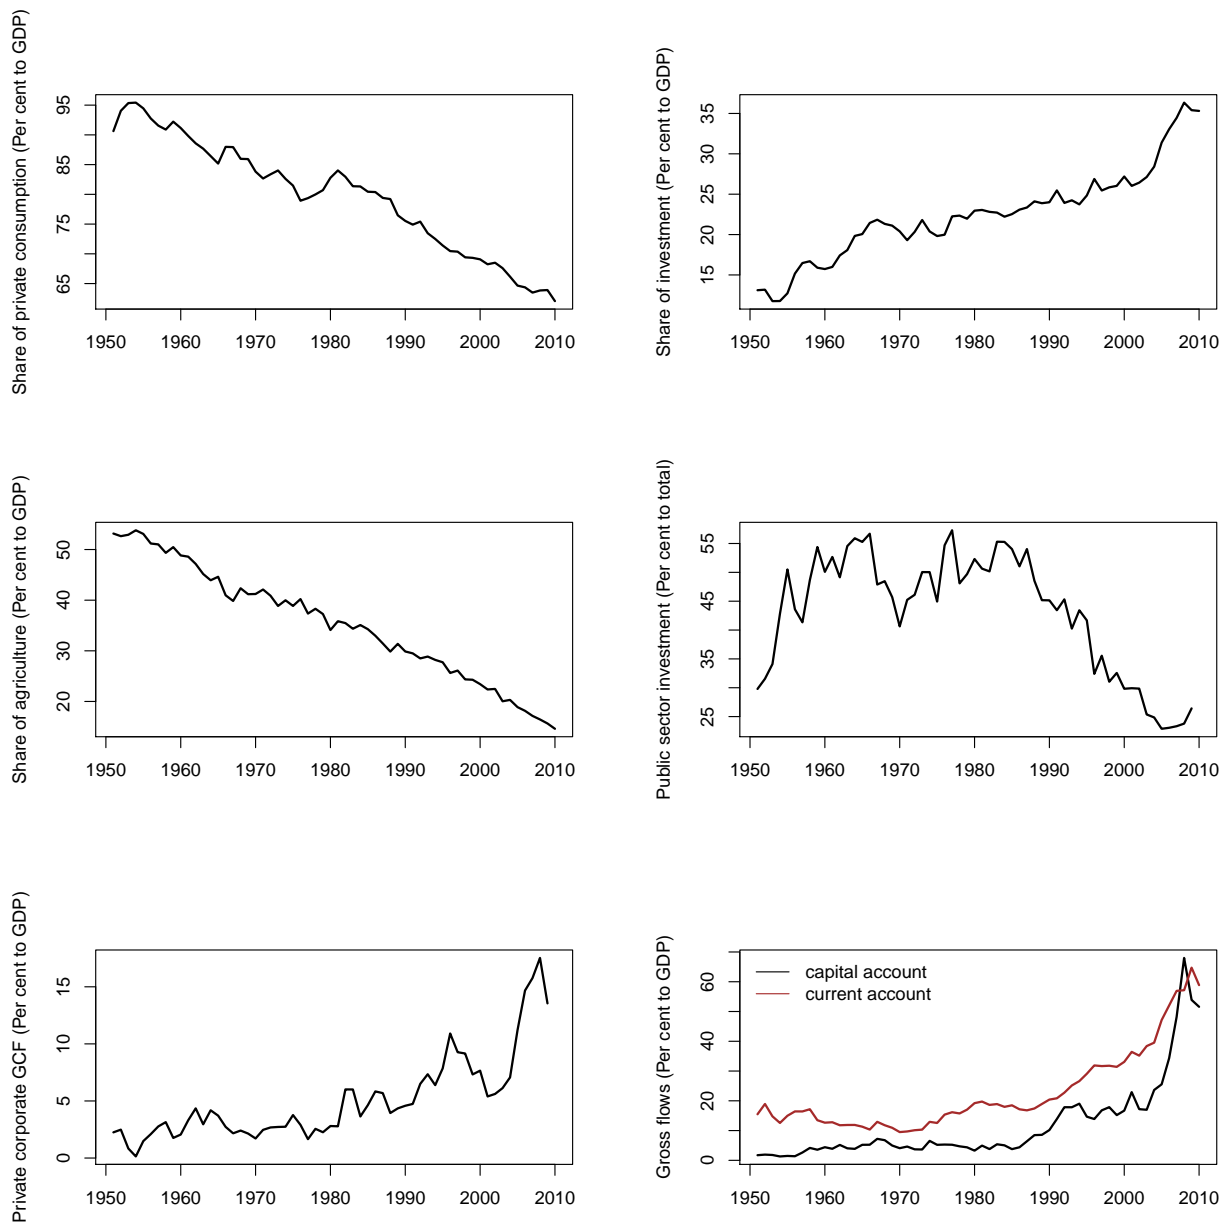 Share of private consumption (Per cent to GDP)
95
85
75
65
1950 1960 1970 1980 1990 2000 2010
Share of investment (Per cent to GDP)
35
30
25
20
15
1950 1960 1970 1980 1990 2000 2010
Share of agriculture (Per cent to GDP)
50
40
30
20
1950 1960 1970 1980 1990 2000 2010
Public sector investment (Per cent to total)
55
45
35
25
1950 1960 1970 1980 1990 2000 2010
Private corporate GCF (Per cent to GDP)
15
10
5
0
1950 1960 1970 1980 1990 2000 2010
Gross flows (Per cent to GDP)
60
40
20
0
capital account
current account
1950 1960 1970 1980 1990 2000 2010